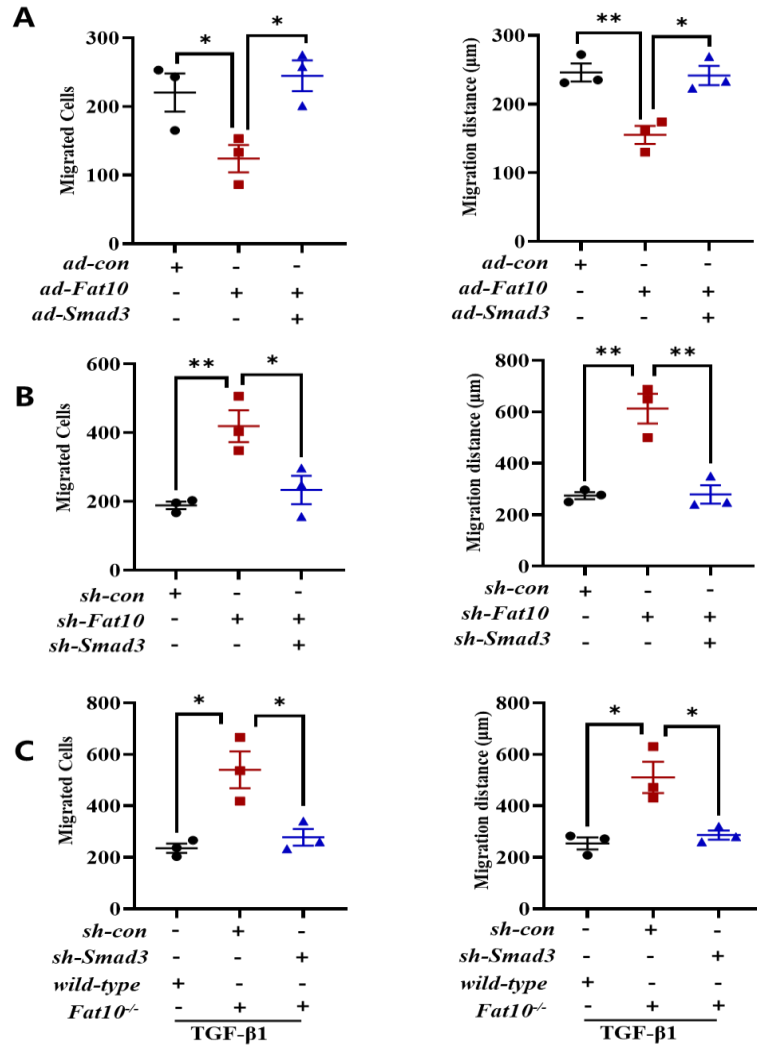 A
* *
** *
Migrated Cells
300
200
100
0
Migration distance (μm)
300
200
100
0
ad-con + - -
ad-Fat10 - + +
ad-Smad3 - - +
ad-con + - -
ad-Fat10 - + +
ad-Smad3 - - +
B
** *
** **
Migrated Cells
600
400
200
0
Migration distance (μm)
800
600
400
200
0
sh-con + - -
sh-Fat10 - + +
sh-Smad3 - - +
sh-con + - -
sh-Fat10 - + +
sh-Smad3 - - +
C
* *
* *
Migrated Cells
800
600
400
200
0
Migration distance (μm)
800
600
400
200
0
sh-con - + -
sh-Smad3 - - +
wild-type + - -
Fat10-/- - + +
TGF-β1
sh-con - + -
sh-Smad3 - - +
wild-type + - -
Fat10-/- - + +
TGF-β1